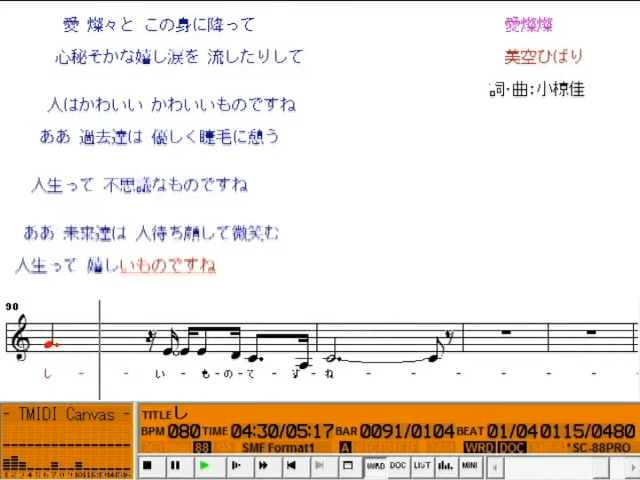 愛 燦々と この身に降って
心秘そかな嬉し涙を 流したりして
人はかわいい かわいいものですね
ああ 過去達は 優しく睫毛に憩う
人生って 不思議なものですね
ああ 未来達は 人待ち顔して微笑む
人生って 嬉しいものですね
愛燦燦
美空ひばり
詞・曲:小椋佳
90
し - - - い - も の - で - す ね - - - - - -
- TMIDI Canvas -
TITLE し
BPM 080 TIME 04:30/05:17 BAR 0091/0104 BEAT 01/04 0115/0480
88 SMF Format1 A WRD DOC *SC-88PRO
WRD DOC LIST MINI